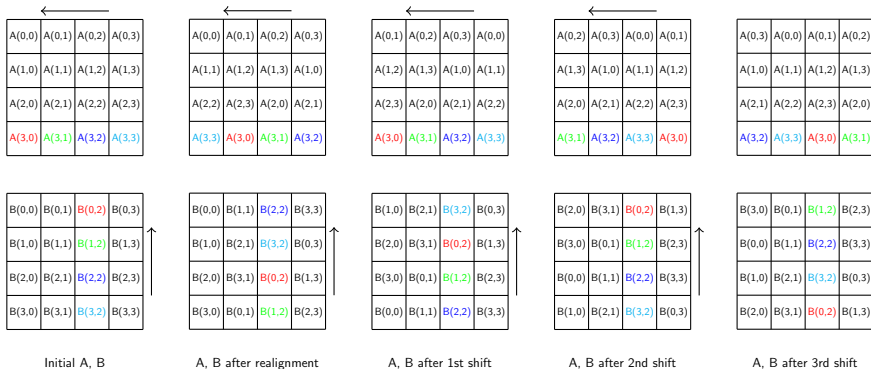 A(0,0) A(0,1) A(0,2) A(0,3) A(0,0) A(0,1) A(0,2) A(0,3) A(0,1) A(0,2) A(0,3) A(0,0) A(0,2) A(0,3) A(0,0) A(0,1) A(0,3) A(0,0) A(0,1) A(0,2)
A(1,0) A(1,1) A(1,2) A(1,3) A(1,1) A(1,2) A(1,3) A(1,0) A(1,2) A(1,3) A(1,0) A(1,1) A(1,3) A(1,0) A(1,1) A(1,2) A(1,0) A(1,1) A(1,2) A(1,3)
A(2,0) A(2,1) A(2,2) A(2,3) A(2,2) A(2,3) A(2,0) A(2,1) A(2,3) A(2,0) A(2,1) A(2,2) A(2,0) A(2,1) A(2,2) A(2,3) A(2,1) A(2,2) A(2,3) A(2,0)
A(3,0) A(3,1) A(3,2) A(3,3) A(3,3) A(3,0) A(3,1) A(3,2) A(3,0) A(3,1) A(3,2) A(3,3) A(3,1) A(3,2) A(3,3) A(3,0) A(3,2) A(3,3) A(3,0) A(3,1)
B(0,0) B(0,1) B(0,2) B(0,3) B(0,0) B(1,1) B(2,2) B(3,3) B(1,0) B(2,1) B(3,2) B(0,3) B(2,0) B(3,1) B(0,2) B(1,3) B(3,0) B(0,1) B(1,2) B(2,3)
B(1,0) B(1,1) B(1,2) B(1,3) B(1,0) B(2,1) B(3,2) B(0,3) B(2,0) B(3,1) B(0,2) B(1,3) B(3,0) B(0,1) B(1,2) B(2,3) B(0,0) B(1,1) B(2,2) B(3,3)
B(2,0) B(2,1) B(2,2) B(2,3) B(2,0) B(3,1) B(0,2) B(1,3) B(3,0) B(0,1) B(1,2) B(2,3) B(0,0) B(1,1) B(2,2) B(3,3) B(1,0) B(2,1) B(3,2) B(0,3)
B(3,0) B(3,1) B(3,2) B(3,3) B(3,0) B(0,1) B(1,2) B(2,3) B(0,0) B(1,1) B(2,2) B(3,3) B(1,0) B(2,1) B(3,2) B(0,3) B(2,0) B(3,1) B(0,2) B(1,3)
Initial A, B A, B after realignment A, B after 1st shift A, B after 2nd shift A, B after 3rd shift